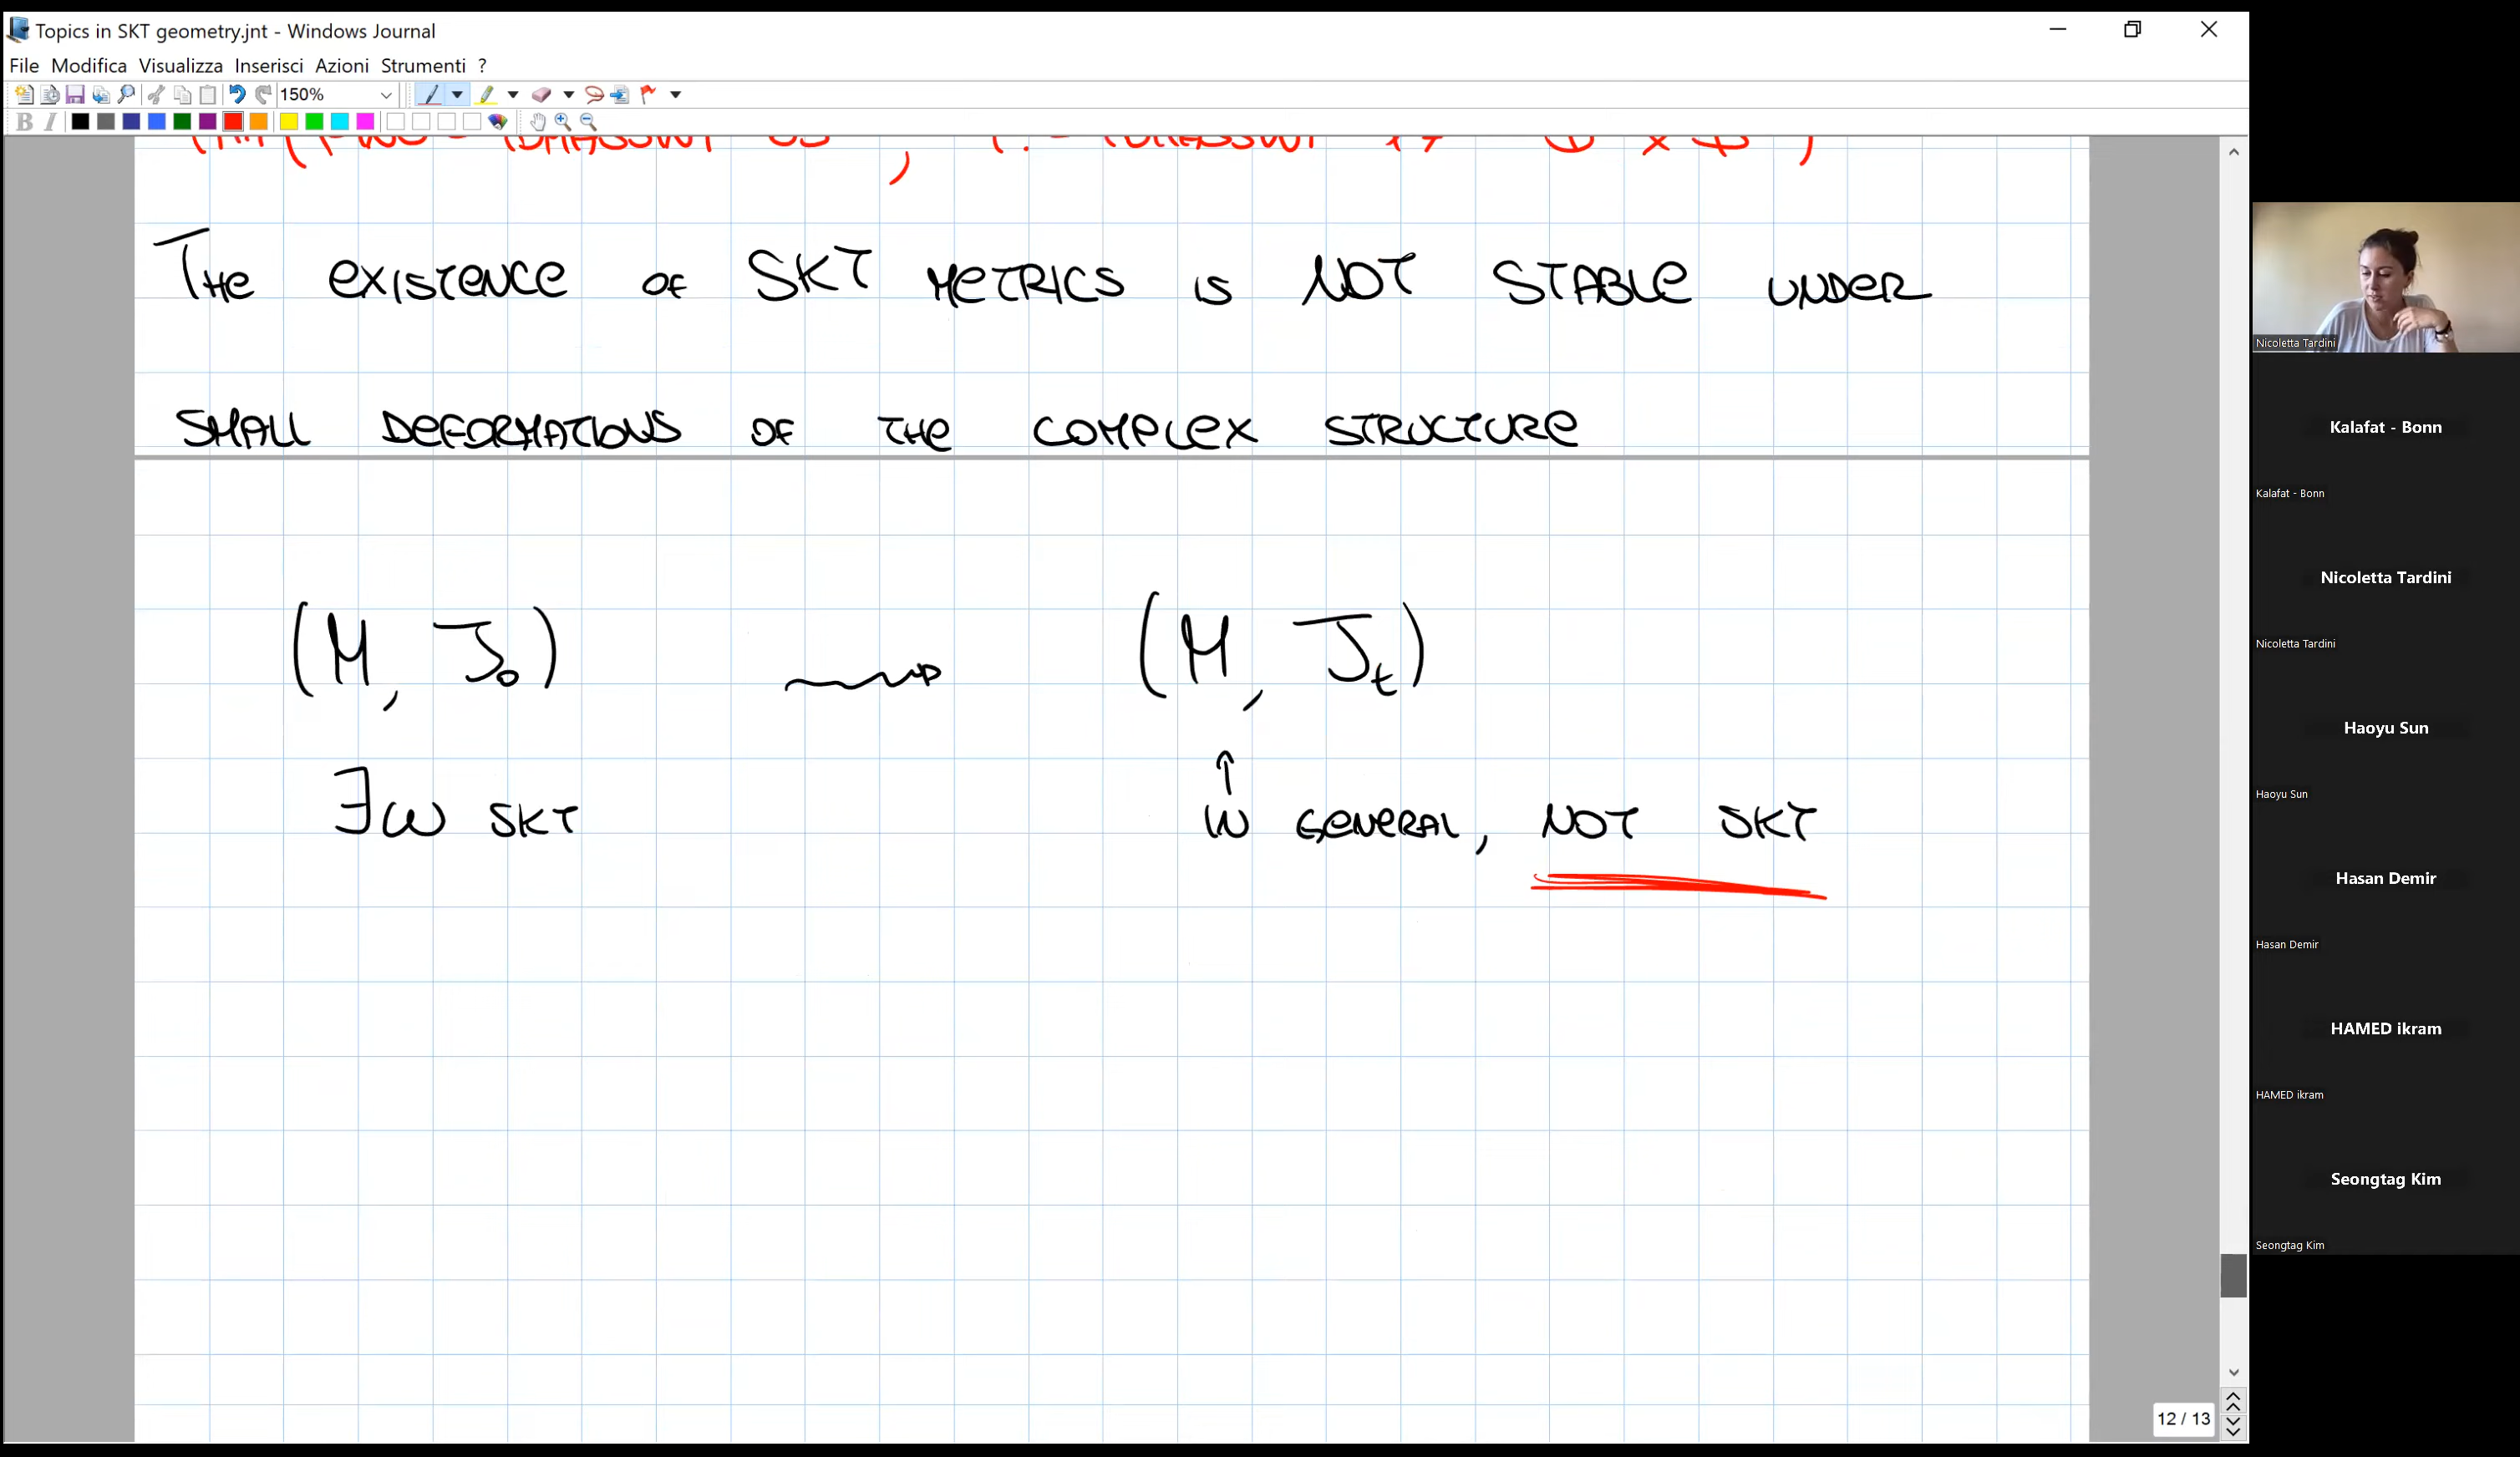 Topics in SKT geometry.jnt - Windows Journal
File Modifica Visualizza Inserisci Azioni Strumenti ?
150%
B I
THE EXISTENCE OF SKT METRICS IS NOT STABLE UNDER
SMALL DEFORMATIONS OF THE COMPLEX STRUCTURE
(M, J₀) ⇝ (M, Jₜ)
↑
∃ω SKT IN GENERAL, NOT SKT
12 / 13
Nicoletta Tardini
Kalafat - Bonn
Kalafat - Bonn
Nicoletta Tardini
Nicoletta Tardini
Haoyu Sun
Haoyu Sun
Hasan Demir
Hasan Demir
HAMED ikram
HAMED ikram
Seongtag Kim
Seongtag Kim